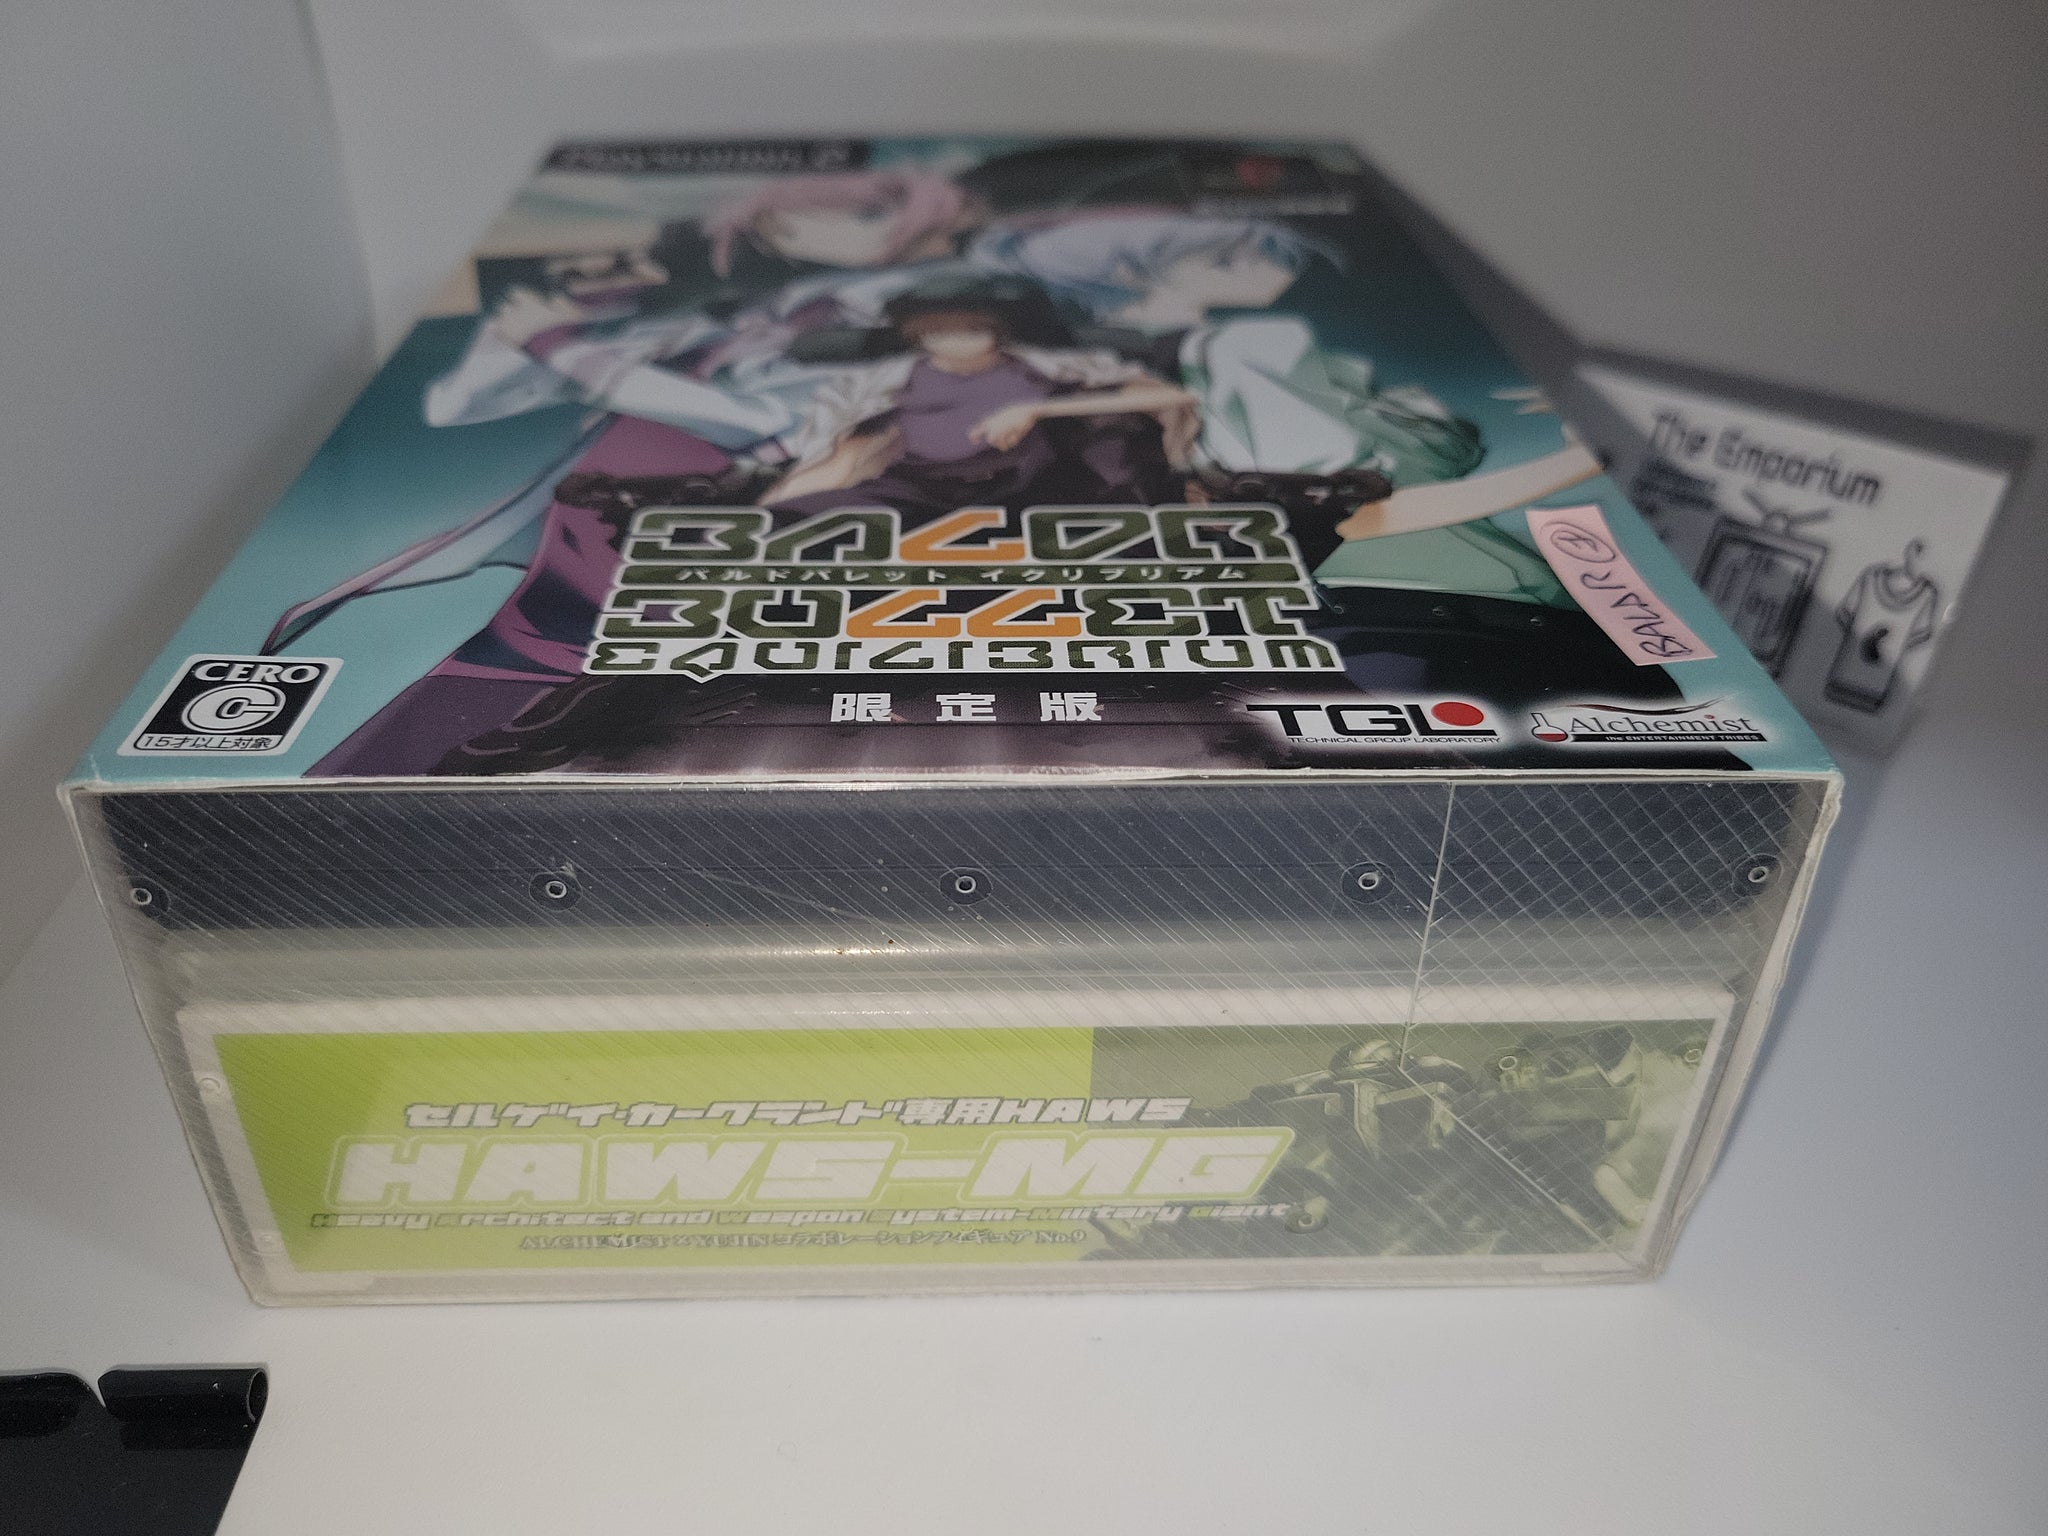 PlayStation 2
BALDR
バルドバレット イクリブリアム
BULLET
EQUILIBRIUM
限定版
CERO
C
15才以上対象
TGL
TECHNICAL GROUP LABORATORY
Alchemist
the ENTERTAINMENT TRIBES
BALDR
The Emporium
セルゲイ・カークランド専用HAWS
HAWS-MG
Heavy Architect and Weapon System-Military Giant
ALCHEMIST×YUJIN コラボレーションフィギュア No.9